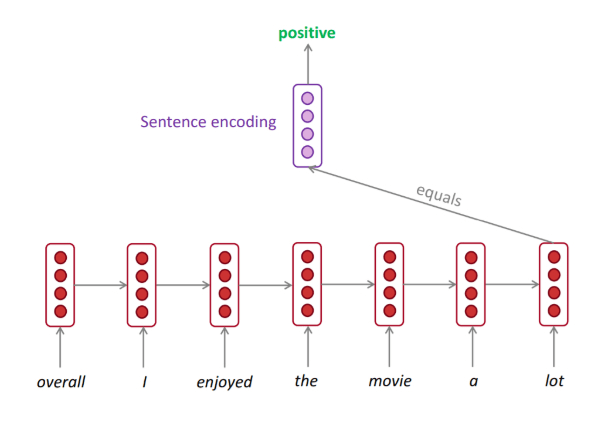 positive
Sentence encoding
equals
overall I enjoyed the movie a lot